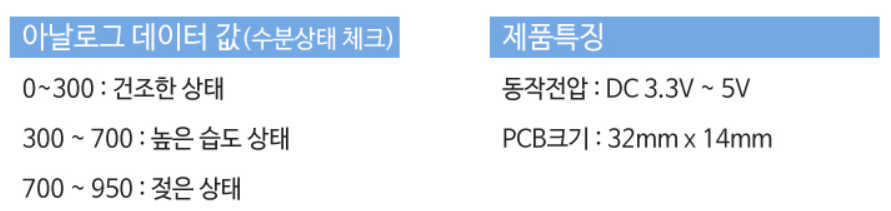 아날로그 데이터 값(수분상태 체크)
0~300 : 건조한 상태
300 ~ 700 : 높은 습도 상태
700 ~ 950 : 젖은 상태
제품특징
동작전압 : DC 3.3V ~ 5V
PCB크기 : 32mm x 14mm